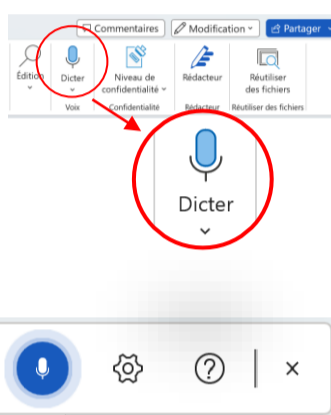 Commentaires Modification Partager
Édition Dicter Niveau de confidentialité Rédacteur Réutiliser des fichiers
Voix Confidentialité Rédacteur Réutiliser des fichiers
Dicter